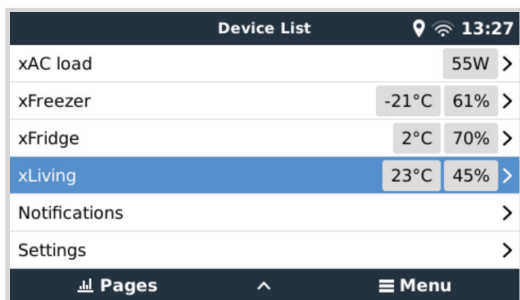 Device List 13:27
xAC load 55W
xFreezer -21°C 61%
xFridge 2°C 70%
xLiving 23°C 45%
Notifications
Settings
Pages Menu